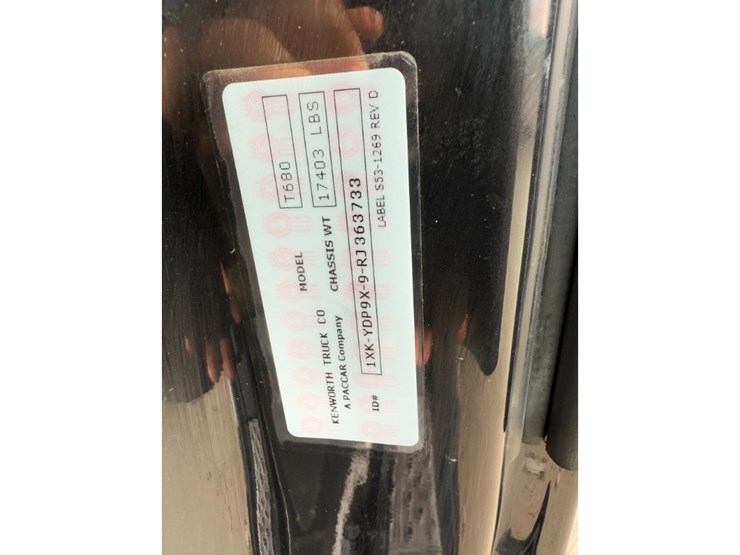 KENWORTH TRUCK CO MODEL T680
A PACCAR Company CHASSIS WT 17403 LBS
ID# 1XK-YDP9X-9-RJ363733
LABEL S53-1269 REV D